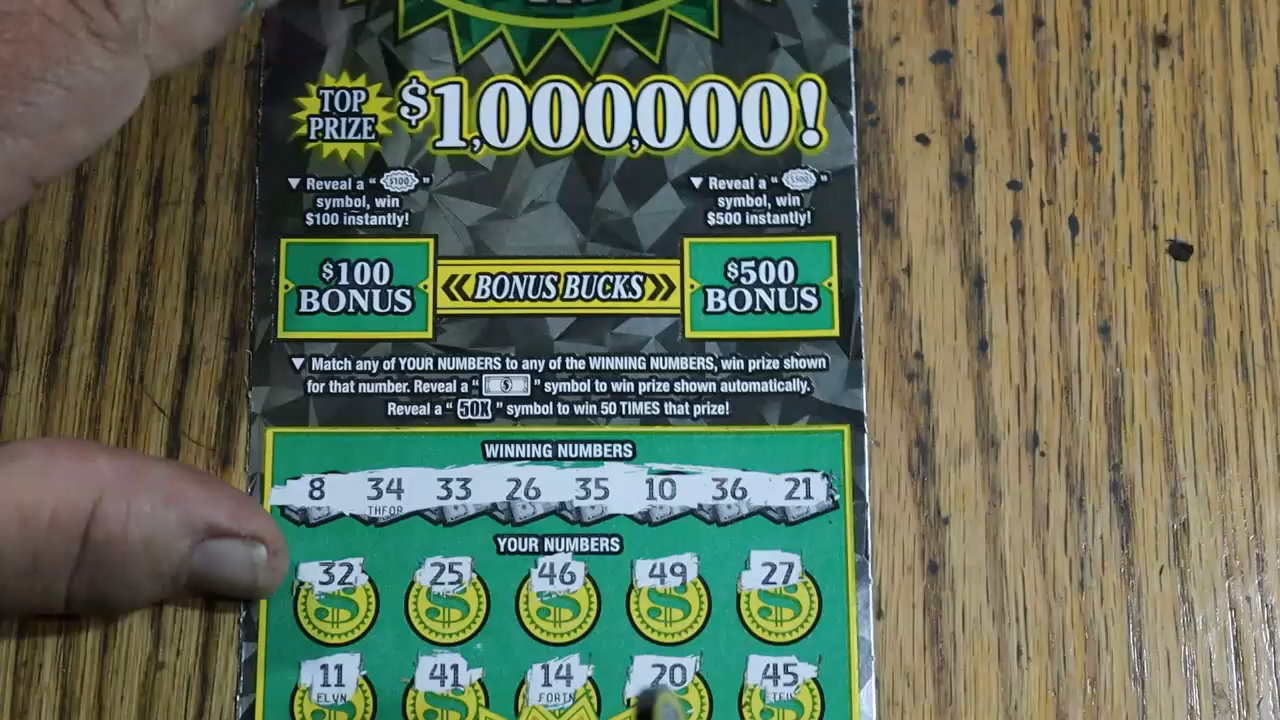 TOP PRIZE $1,000,000!
▼ Reveal a " $100 "
symbol, win
$100 instantly!
▼ Reveal a " $500 "
symbol, win
$500 instantly!
$100 BONUS
BONUS BUCKS
$500 BONUS
▼ Match any of YOUR NUMBERS to any of the WINNING NUMBERS, win prize shown
for that number. Reveal a " $ " symbol to win prize shown automatically.
Reveal a " 50X " symbol to win 50 TIMES that prize!
WINNING NUMBERS
8 34 33 26 35 10 36 21
THFOR
YOUR NUMBERS
32 25 46 49 27
11 41 14 20 45
ELVN